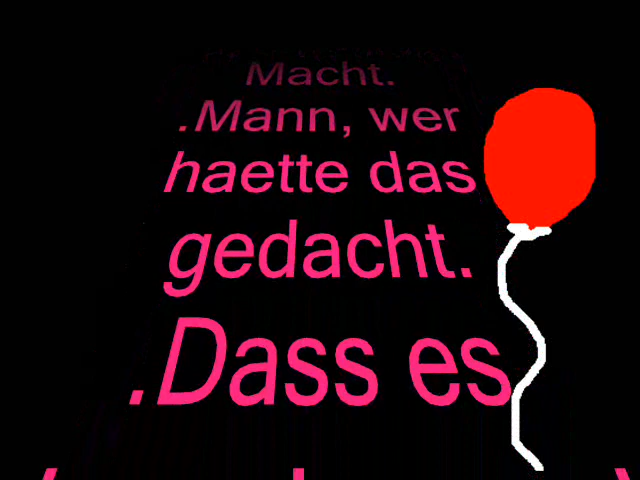 Macht.
.Mann, wer
haette das
gedacht.
.Dass es